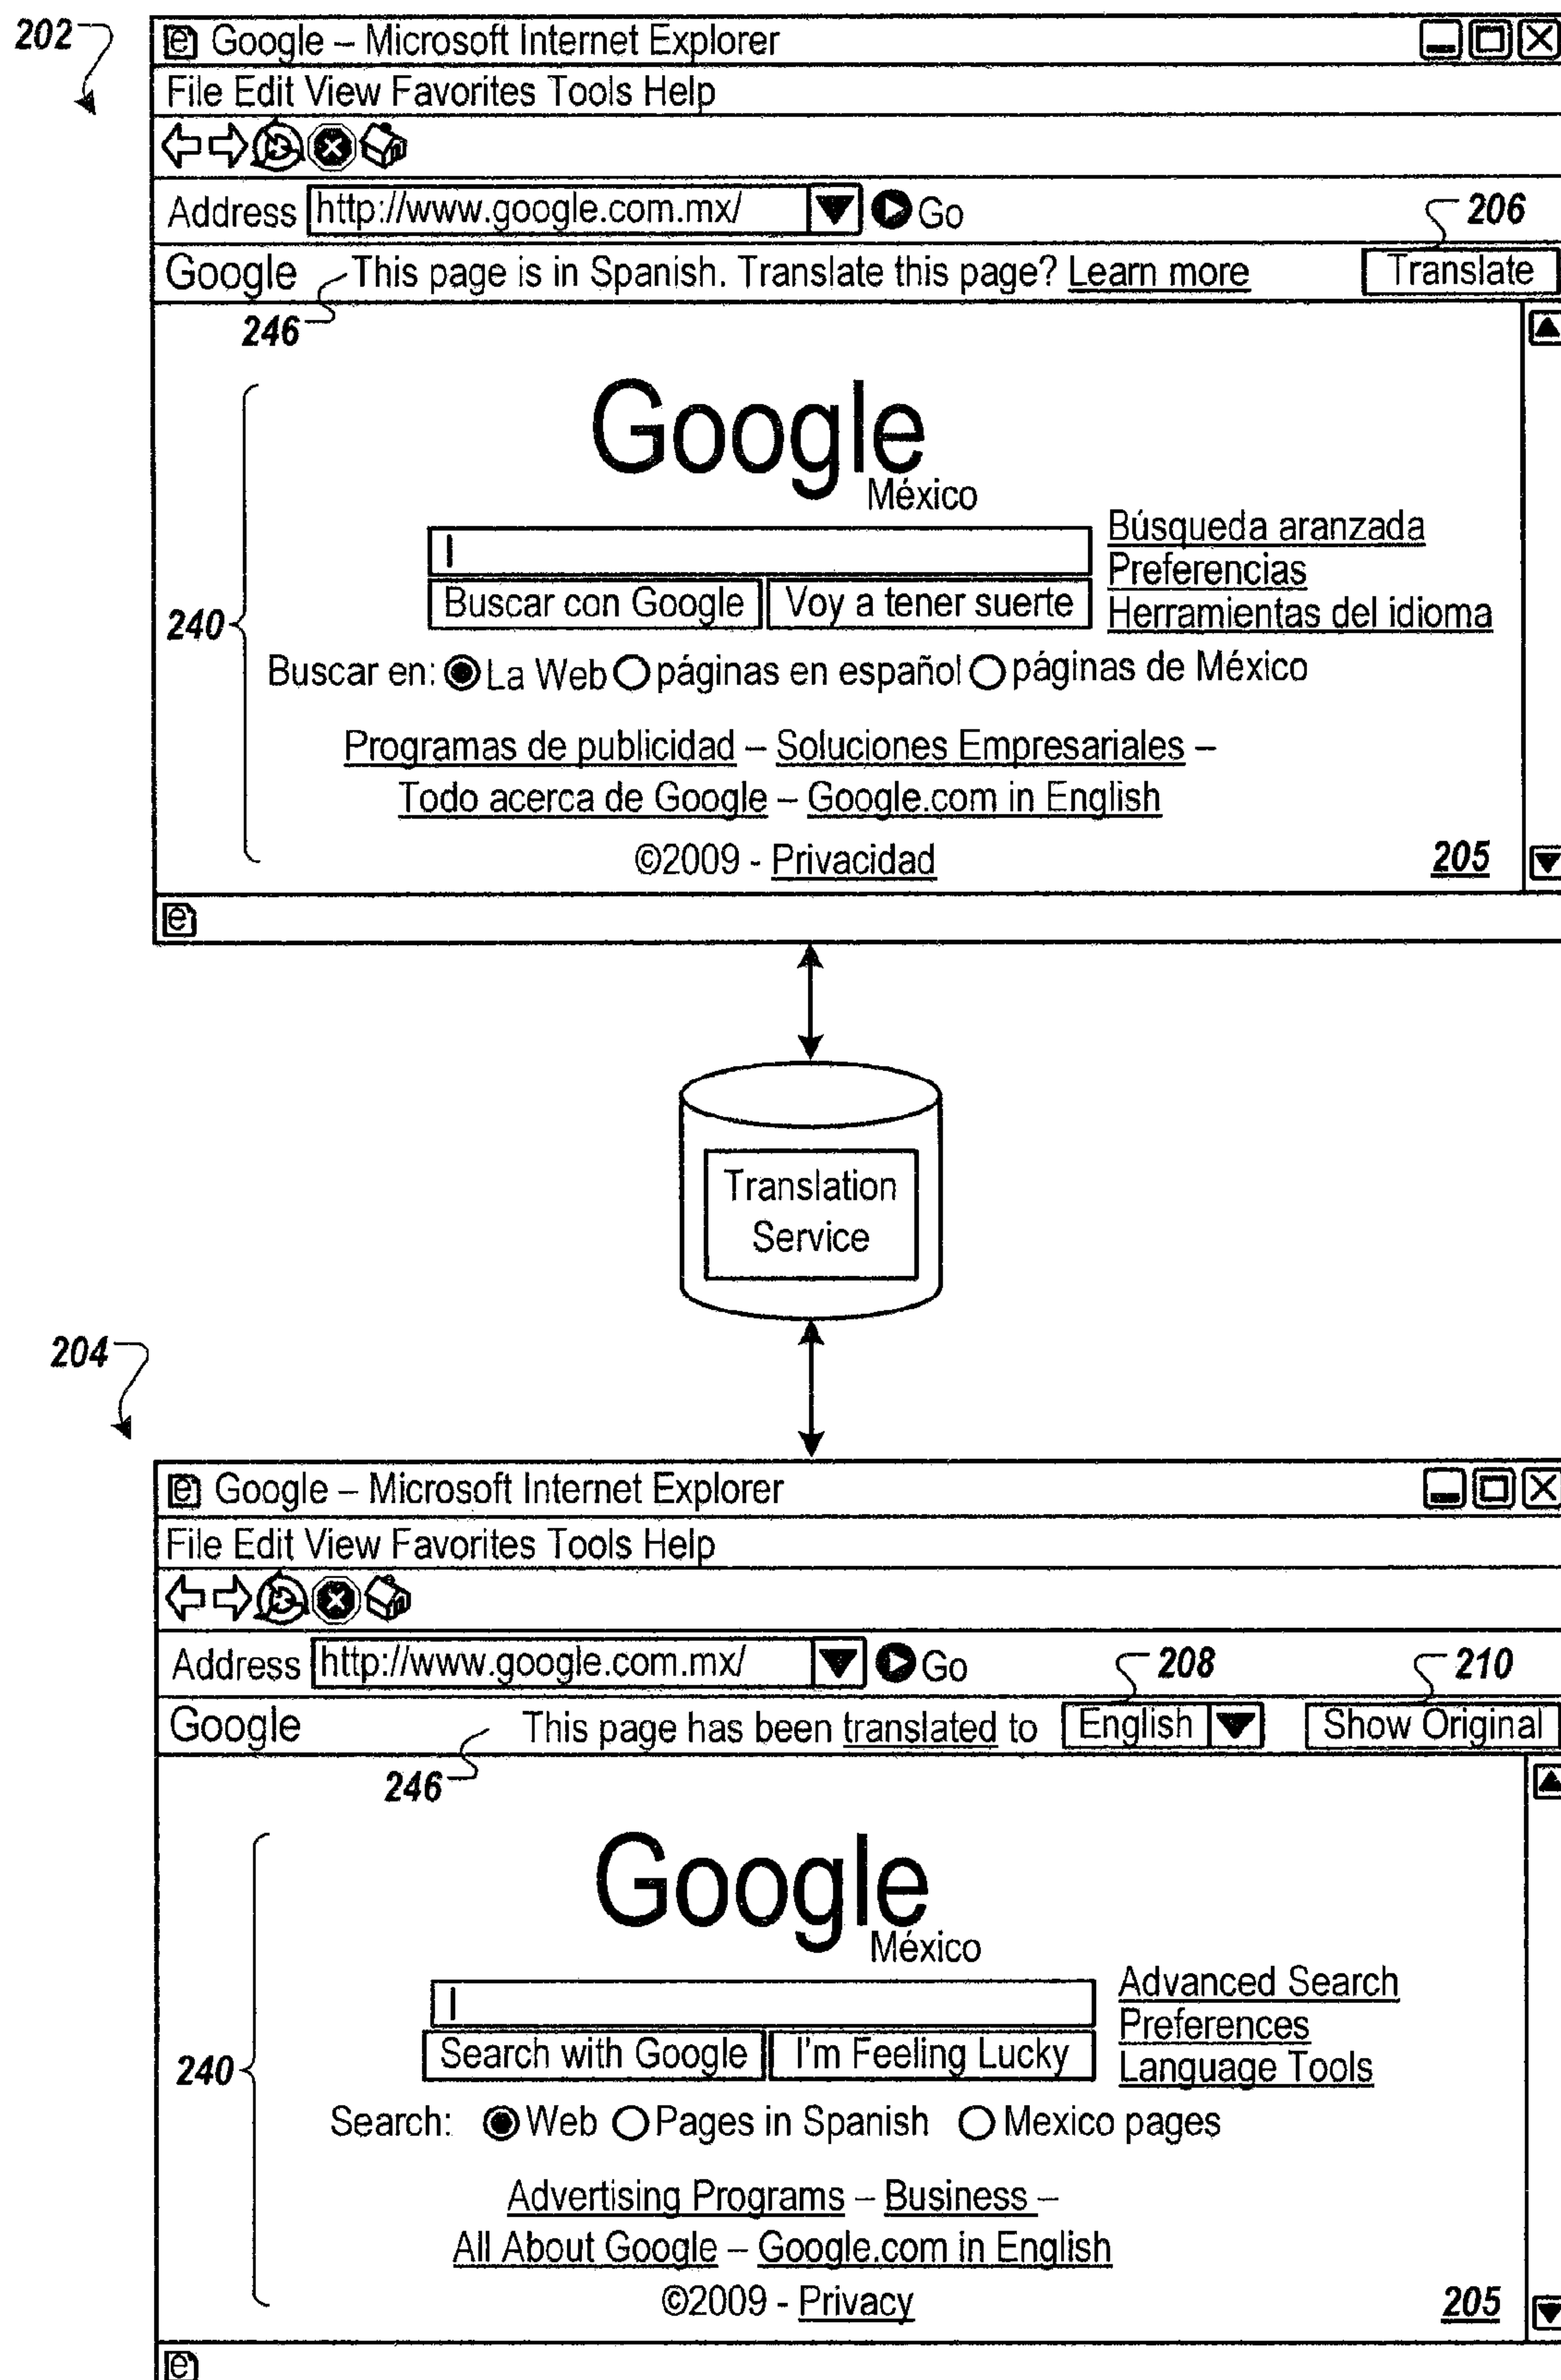 202
Google – Microsoft Internet Explorer
File Edit View Favorites Tools Help
Address http://www.google.com.mx/ Go
206
Google This page is in Spanish. Translate this page? Learn more Translate
246
Google
México
Búsqueda aranzada
Preferencias
Buscar con Google Voy a tener suerte
Herramientas del idioma
240
Buscar en: La Web páginas en español páginas de México
Programas de publicidad – Soluciones Empresariales –
Todo acerca de Google – Google.com in English
©2009 - Privacidad
205
Translation
Service
204
Google – Microsoft Internet Explorer
File Edit View Favorites Tools Help
Address http://www.google.com.mx/ Go
208
210
Google This page has been translated to English Show Original
246
Google
México
Advanced Search
Preferences
Search with Google I'm Feeling Lucky
Language Tools
240
Search: Web Pages in Spanish Mexico pages
Advertising Programs – Business –
All About Google – Google.com in English
©2009 - Privacy
205